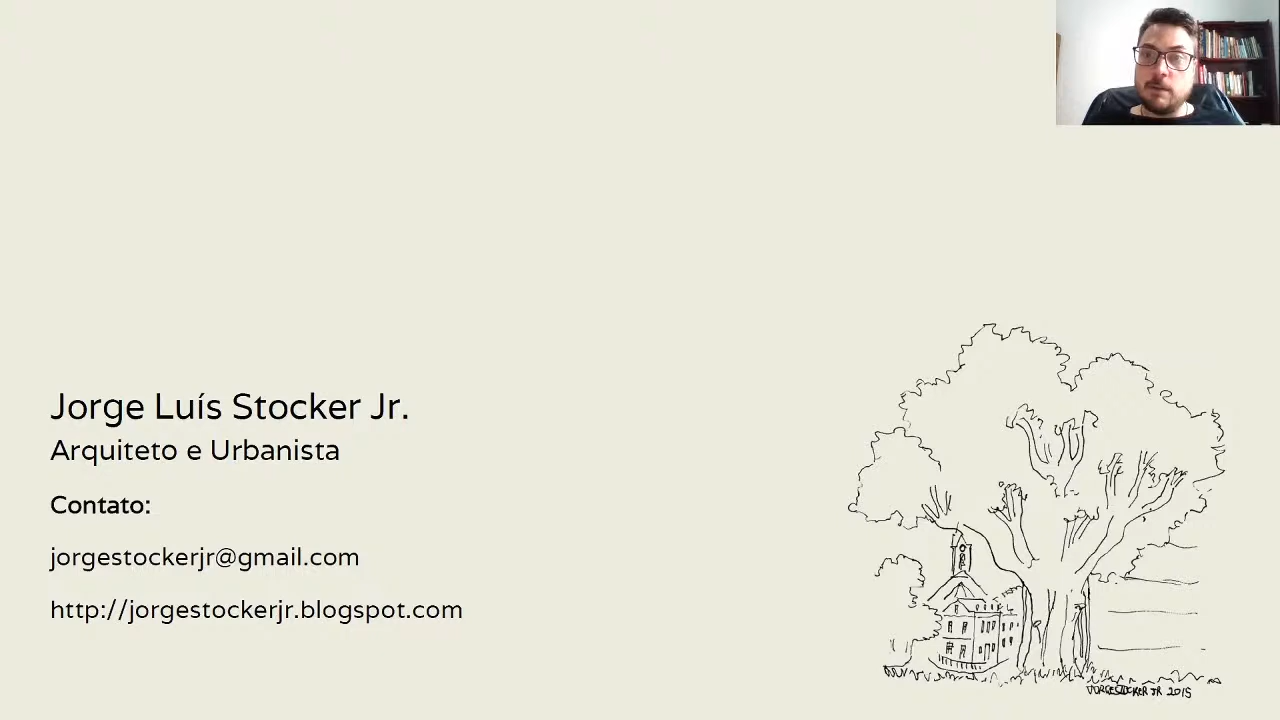 Jorge Luís Stocker Jr.
Arquiteto e Urbanista
Contato:
jorgestockerjr@gmail.com
http://jorgestockerjr.blogspot.com
JORGESTOCKER JR 2015